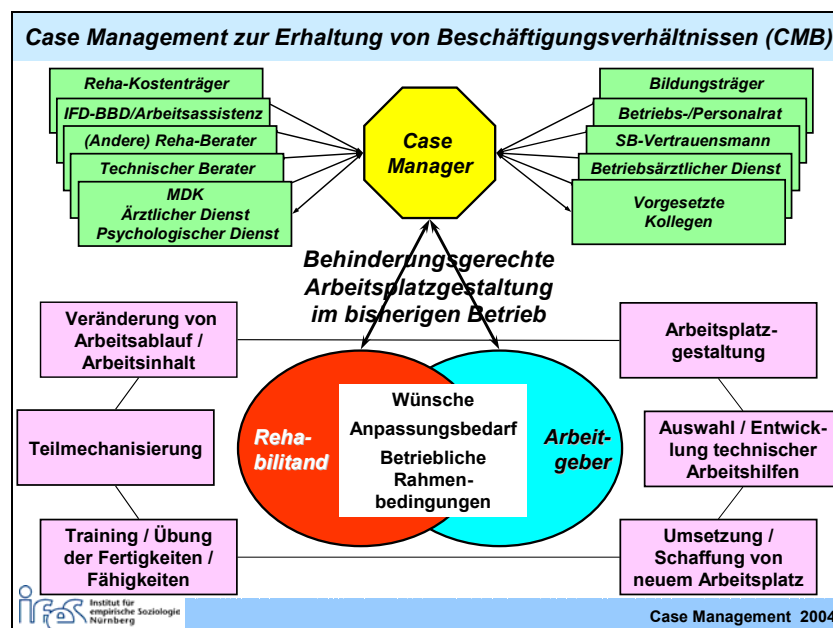 Case Management zur Erhaltung von Beschäftigungsverhältnissen (CMB)
Reha-Kostenträger
IFD-BBD/Arbeitsassistenz
(Andere) Reha-Berater
Technischer Berater
MDK
Ärztlicher Dienst
Psychologischer Dienst
Case
Manager
Bildungsträger
Betriebs-/Personalrat
SB-Vertrauensmann
Betriebsärztlicher Dienst
Vorgesetzte
Kollegen
Behinderungsgerechte
Arbeitsplatzgestaltung
im bisherigen Betrieb
Veränderung von
Arbeitsablauf /
Arbeitsinhalt
Teilmechanisierung
Training / Übung
der Fertigkeiten /
Fähigkeiten
Reha-
bilitand
Wünsche
Anpassungsbedarf
Betriebliche
Rahmen-
bedingungen
Arbeit-
geber
Arbeitsplatz-
gestaltung
Auswahl / Entwick-
lung technischer
Arbeitshilfen
Umsetzung /
Schaffung von
neuem Arbeitsplatz
ifes
Institut für
empirische Soziologie
Nürnberg
Case Management 2004